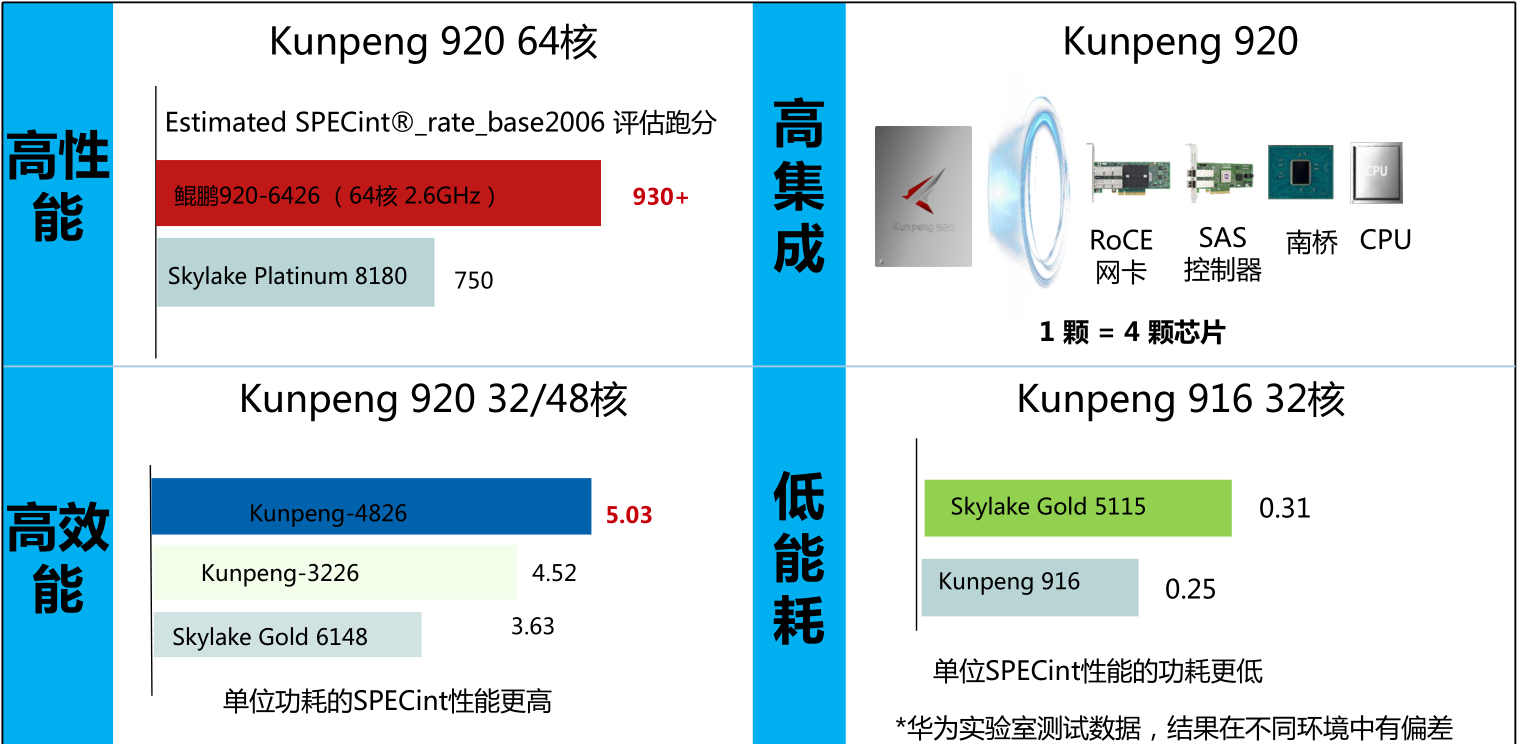 高性
能
Kunpeng 920 64核
Estimated SPECint®_rate_base2006 评估跑分
鲲鹏920-6426 ( 64核 2.6GHz ) 930+
Skylake Platinum 8180 750
高
集
成
Kunpeng 920
Kunpeng 920
CPU
RoCE
网卡
SAS
控制器
南桥
CPU
1 颗 = 4 颗芯片
高效
能
Kunpeng 920 32/48核
Kunpeng-4826 5.03
Kunpeng-3226 4.52
Skylake Gold 6148 3.63
单位功耗的SPECint性能更高
低
能
耗
Kunpeng 916 32核
Skylake Gold 5115 0.31
Kunpeng 916 0.25
单位SPECint性能的功耗更低
*华为实验室测试数据，结果在不同环境中有偏差